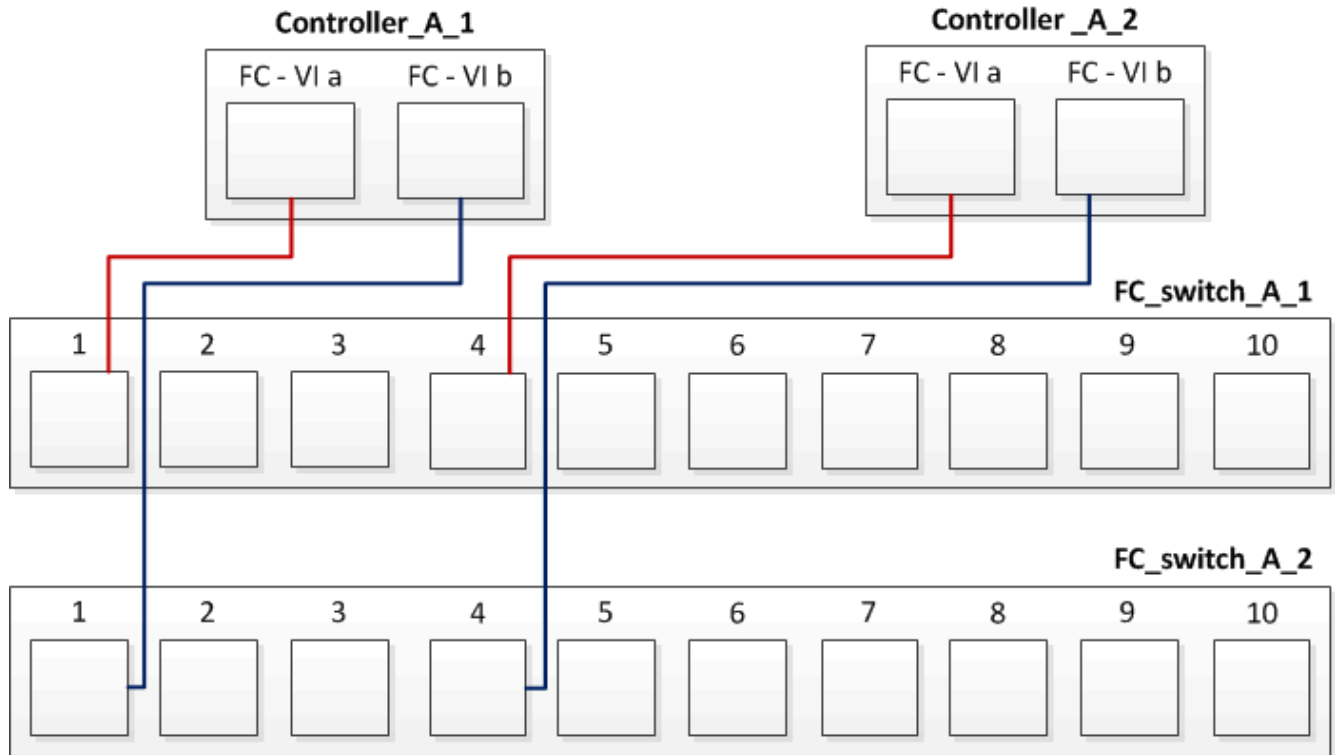 Controller_A_1
Controller _A_2
FC - VI a
FC - VI b
FC - VI a
FC - VI b
FC_switch_A_1
1 2 3 4 5 6 7 8 9 10
FC_switch_A_2
1 2 3 4 5 6 7 8 9 10